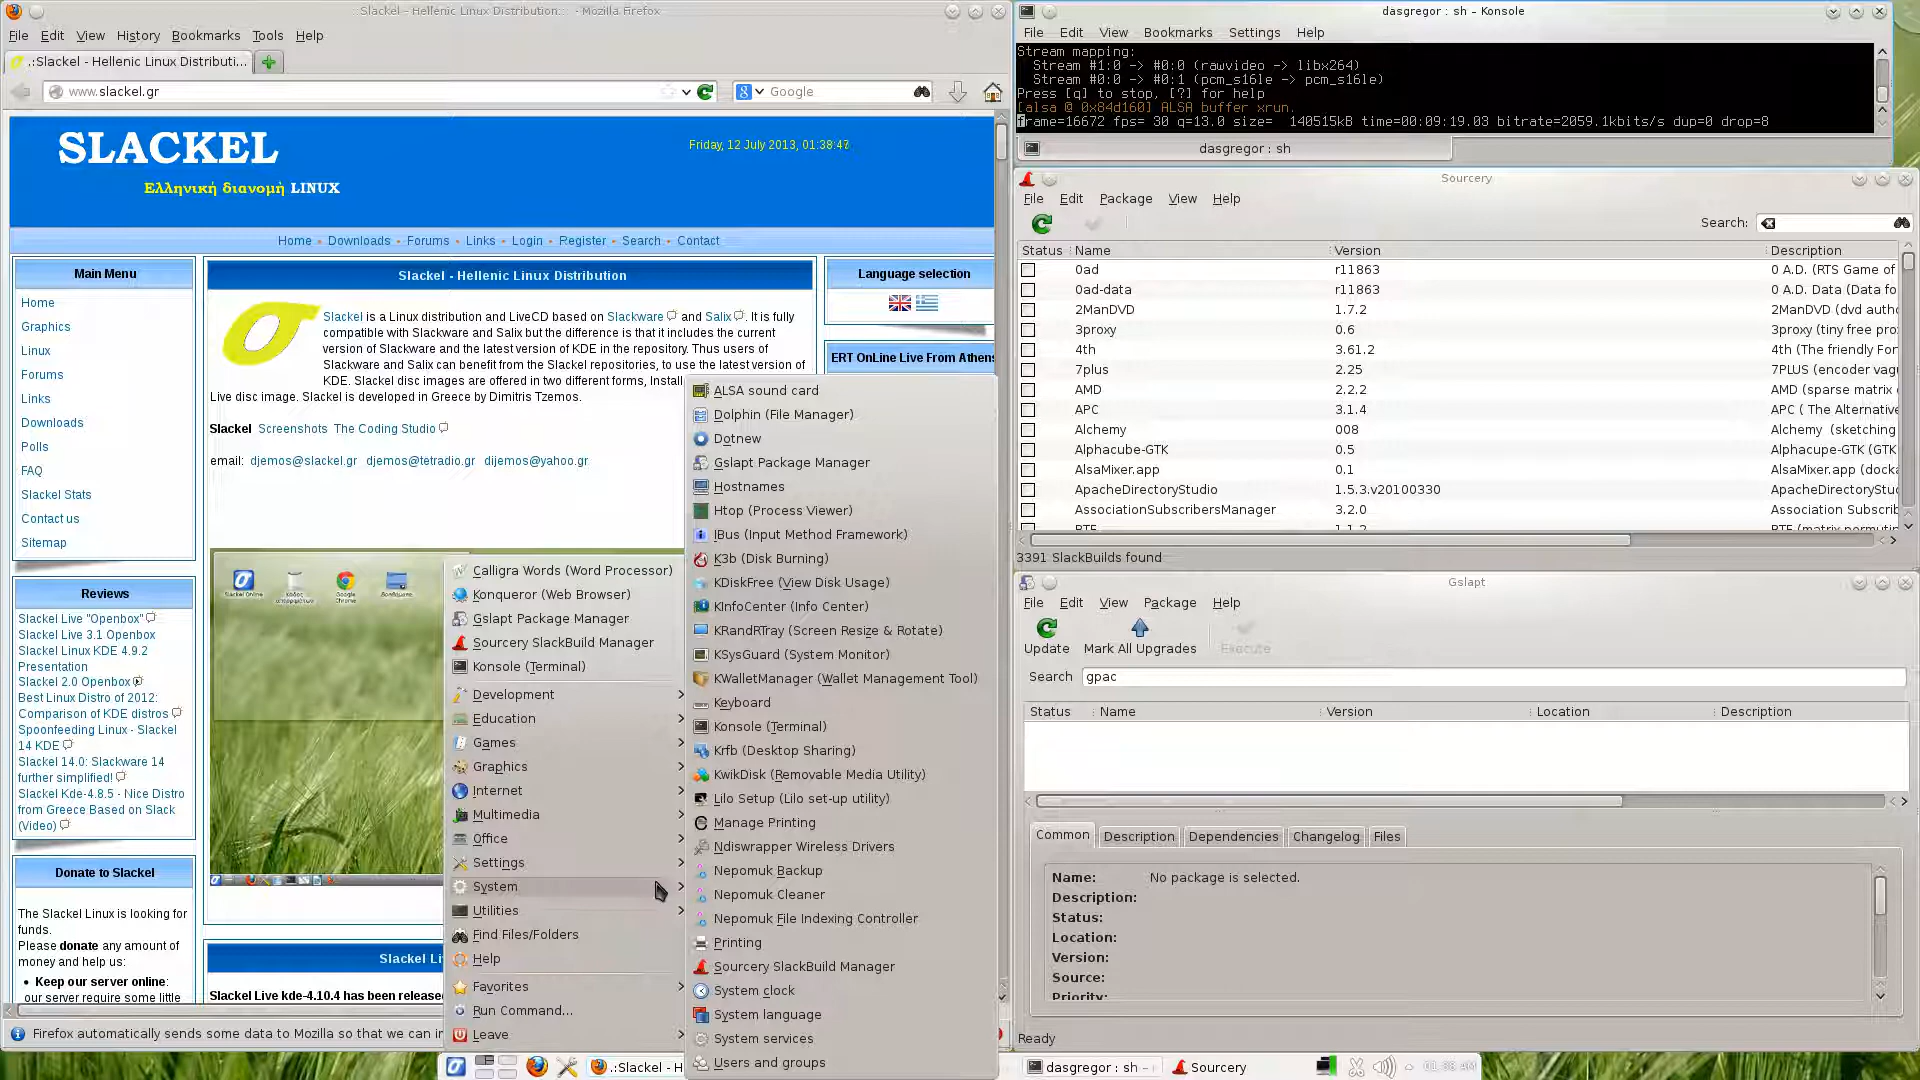 .:Slackel - Hellenic Linux Distribution:. - Mozilla Firefox
File Edit View History Bookmarks Tools Help
.:Slackel - Hellenic Linux Distributi...
www.slackel.gr
Google
SLACKEL
Ελληνική διανομή LINUX
Friday, 12 July 2013, 01:38:47
Home Downloads Forums Links Login Register Search Contact
Main Menu
Home
Graphics
Linux
Forums
Links
Downloads
Polls
FAQ
Slackel Stats
Contact us
Sitemap
Reviews
Slackel Live "Openbox"
Slackel Live 3.1 Openbox
Slackel Linux KDE 4.9.2
Presentation
Slackel 2.0 Openbox
Best Linux Distro of 2012:
Comparison of KDE distros
Spoonfeeding Linux - Slackel
14 KDE
Slackel 14.0: Slackware 14
further simplified!
Slackel Kde-4.8.5 - Nice Distro
from Greece Based on Slack
(Video)
Donate to Slackel
The Slackel Linux is looking for
funds.
Please donate any amount of
money and help us:
Keep our server online:
our server require some little
Slackel - Hellenic Linux Distribution
Slackel is a Linux distribution and LiveCD based on Slackware and Salix. It is fully
compatible with Slackware and Salix but the difference is that it includes the current
version of Slackware and the latest version of KDE in the repository. Thus users of
Slackware and Salix can benefit from the Slackel repositories, to use the latest version of
KDE. Slackel disc images are offered in two different forms, Install
Live disc image. Slackel is developed in Greece by Dimitris Tzemos.
Slackel Screenshots The Coding Studio
email: djemos@slackel.gr djemos@tetradio.gr dijemos@yahoo.gr
Slackel Li
Slackel Live kde-4.10.4 has been released
Language selection
ERT OnLine Live From Athens
Firefox automatically sends some data to Mozilla so that we can in
Calligra Words (Word Processor)
Konqueror (Web Browser)
Gslapt Package Manager
Sourcery SlackBuild Manager
Konsole (Terminal)
Development
Education
Games
Graphics
Internet
Multimedia
Office
Settings
System
Utilities
Find Files/Folders
Help
Favorites
Run Command...
Leave
ALSA sound card
Dolphin (File Manager)
Dotnew
Gslapt Package Manager
Hostnames
Htop (Process Viewer)
IBus (Input Method Framework)
K3b (Disk Burning)
KDiskFree (View Disk Usage)
KInfoCenter (Info Center)
KRandRTray (Screen Resize & Rotate)
KSysGuard (System Monitor)
KWalletManager (Wallet Management Tool)
Keyboard
Konsole (Terminal)
Krfb (Desktop Sharing)
KwikDisk (Removable Media Utility)
Lilo Setup (Lilo set-up utility)
Manage Printing
Ndiswrapper Wireless Drivers
Nepomuk Backup
Nepomuk Cleaner
Nepomuk File Indexing Controller
Printing
Sourcery SlackBuild Manager
System clock
System language
System services
Users and groups
dasgregor : sh – Konsole
File Edit View Bookmarks Settings Help
Stream mapping:
Stream #1:0 -> #0:0 (rawvideo -> libx264)
Stream #0:0 -> #0:1 (pcm_s16le -> pcm_s16le)
Press [q] to stop, [?] for help
[alsa @ 0x84d160] ALSA buffer xrun.
frame=16672 fps= 30 q=13.0 size= 140515kB time=00:09:19.03 bitrate=2059.1kbits/s dup=0 drop=8
dasgregor : sh
Sourcery
File Edit Package View Help
Search:
Status Name Version Description
0ad r11863 0 A.D. (RTS Game of
0ad-data r11863 0 A.D. Data (Data fo
2ManDVD 1.7.2 2ManDVD (dvd autho
3proxy 0.6 3proxy (tiny free pro
4th 3.61.2 4th (The friendly For
7plus 2.25 7PLUS (encoder vag
AMD 2.2.2 AMD (sparse matrix
APC 3.1.4 APC ( The Alternative
Alchemy 008 Alchemy (sketching
Alphacube-GTK 0.5 Alphacupe-GTK (GTK
AlsaMixer.app 0.1 AlsaMixer.app (docka
ApacheDirectoryStudio 1.5.3.v20100330 ApacheDirectoryStud
AssociationSubscribersManager 3.2.0 Association Subscrib
BTF 1.1.2 BTF (matrix permutin
3391 SlackBuilds found
Gslapt
File Edit View Package Help
Update Mark All Upgrades Execute
Search gpac
Status Name Version Location Description
Common Description Dependencies Changelog Files
Name: No package is selected.
Description:
Status:
Location:
Version:
Source:
Priority:
Ready
.:Slackel - H
dasgregor : sh –
Sourcery
01:38 AM